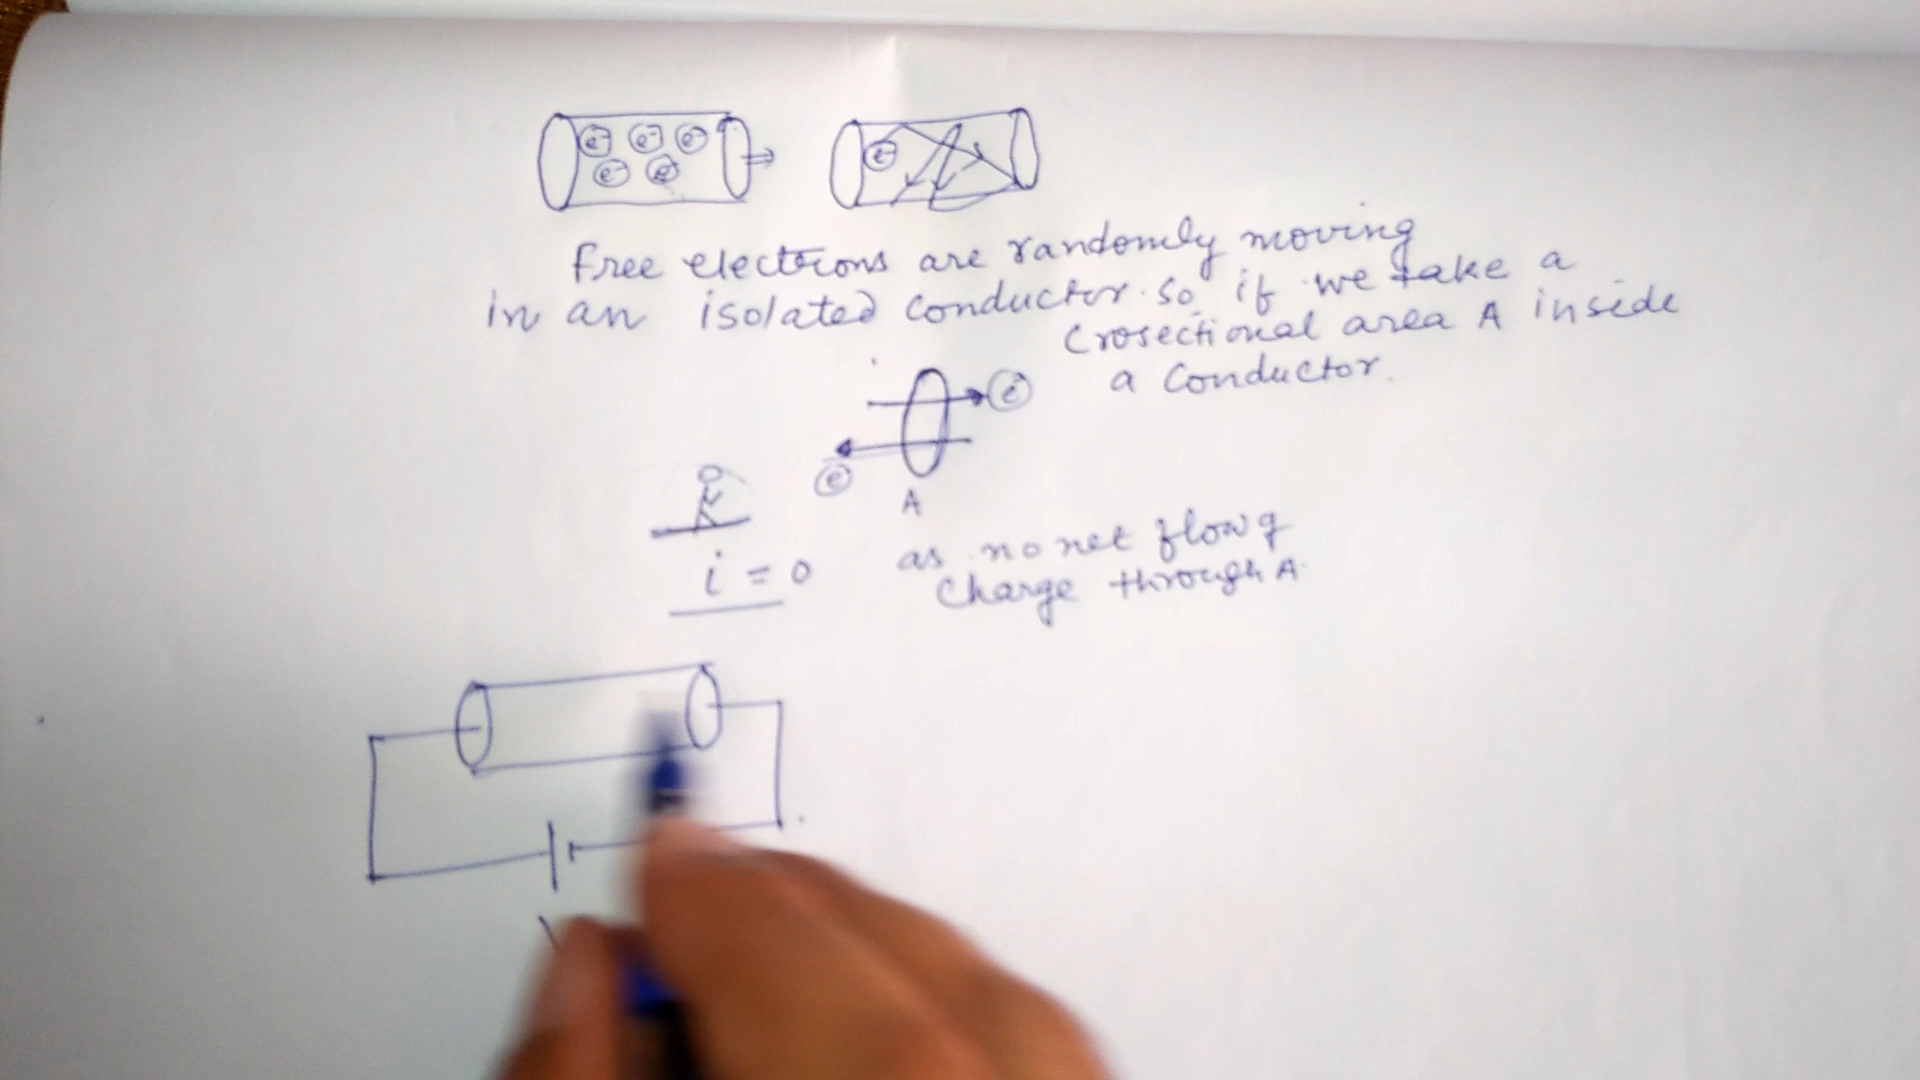 e- e- e- e- e-
e-
Free electrons are randomly moving
in an isolated conductor. so if we take a
Crosectional area A inside
a Conductor.
e
e
A
i = 0 as no net flow of
Charge through A.
V